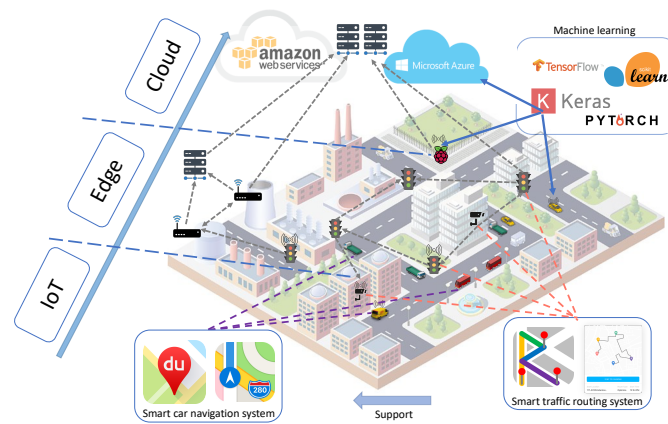 Machine learning
TensorFlow
learn
K Keras
PYTORCH
amazon
web services
Microsoft Azure
Cloud
Edge
IoT
du
280
Smart car navigation system
Smart traffic routing system
Support